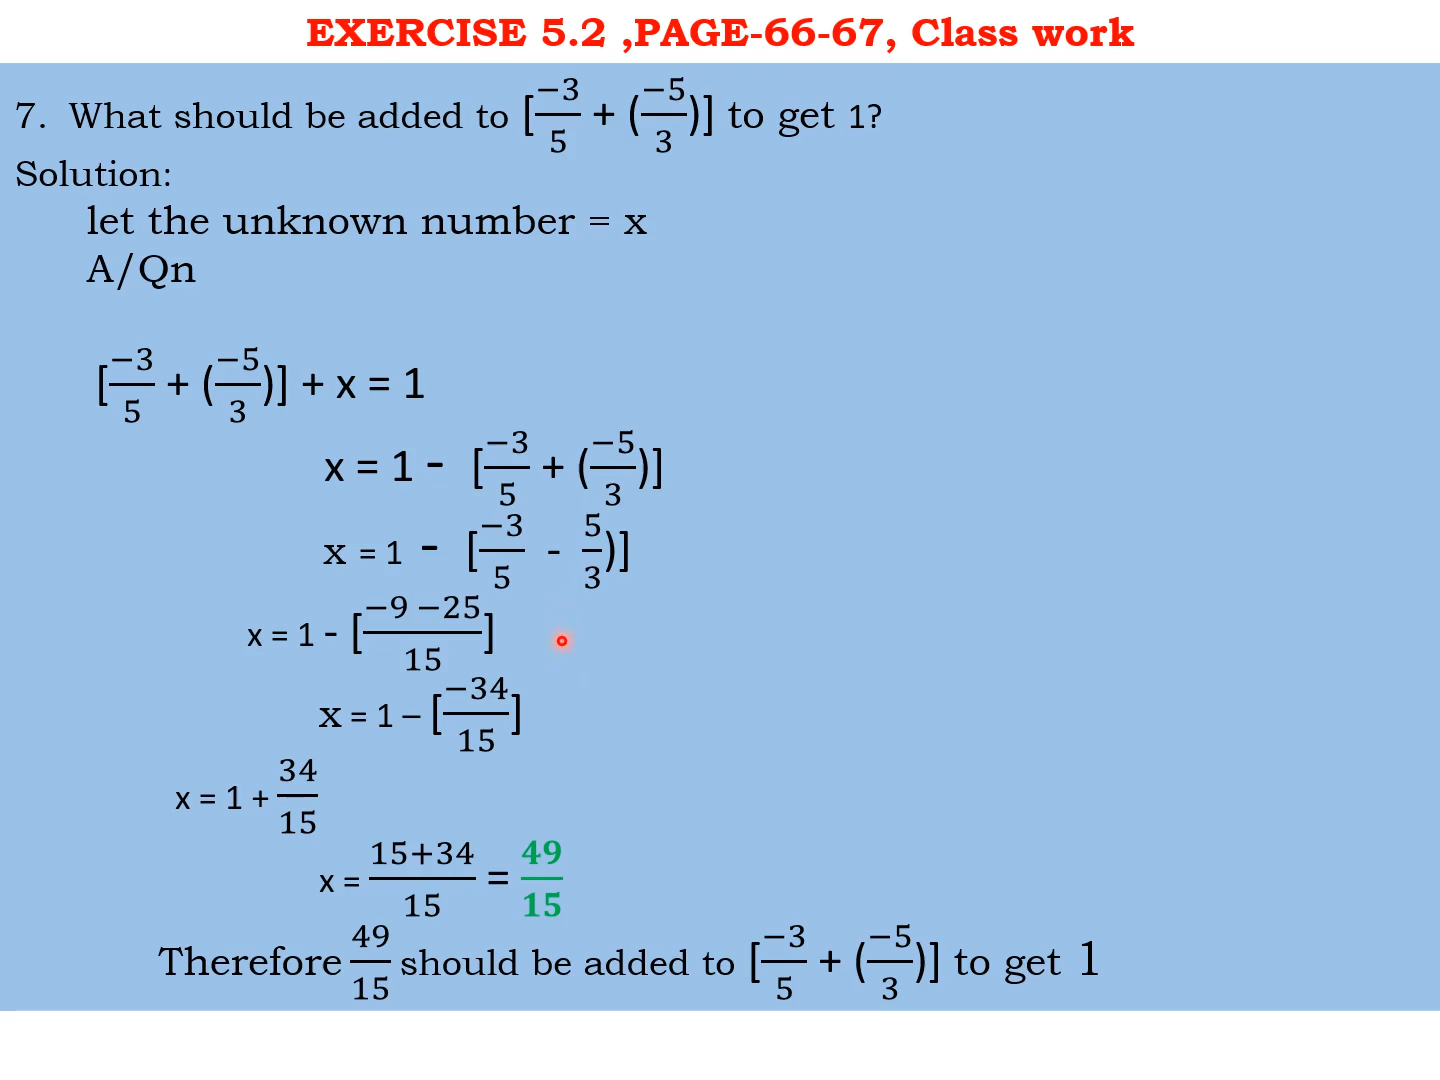 EXERCISE 5.2 ,PAGE-66-67, Class work
7. What should be added to [−3/5 + (−5/3)] to get 1?
Solution:
let the unknown number = x
A/Qn
[−3/5 + (−5/3)] + x = 1
x = 1 - [−3/5 + (−5/3)]
x = 1 - [−3/5 - 5/3)]
x = 1 - [−9 −25/15]
x = 1 – [−34/15]
x = 1 + 34/15
x = 15+34/15 = 49/15
Therefore 49/15 should be added to [−3/5 + (−5/3)] to get 1